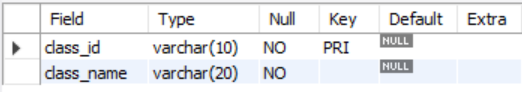 Field Type Null Key Default Extra
class_id varchar(10) NO PRI NULL
class_name varchar(20) NO NULL